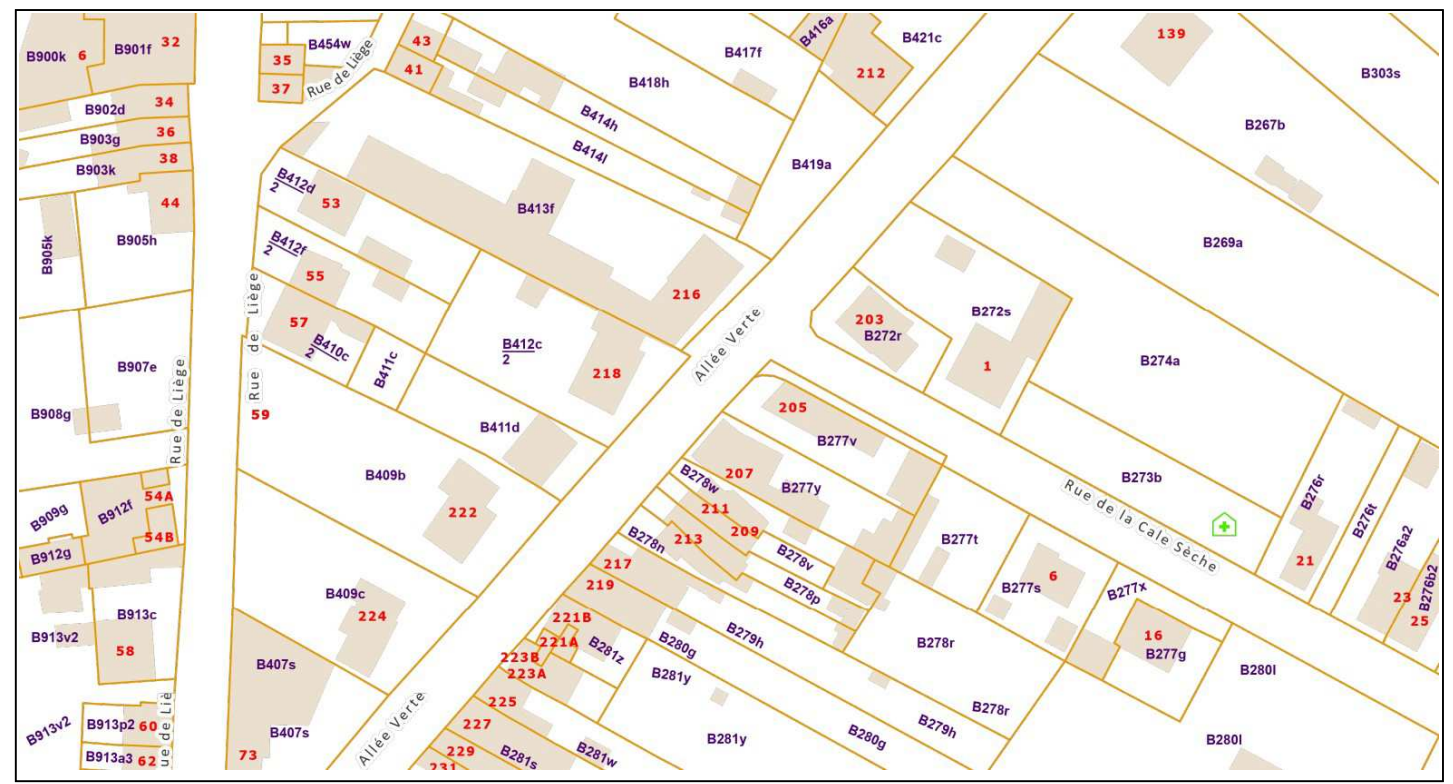 B900k
6
B901f
32
35
B454w
Rue de Liège
43
B417f
B416a
B421c
139
B303s
37
41
B418h
212
B902d
34
B903g
36
B903k
38
B414h
B414l
B419a
B267b
44
B412d
2
53
B413f
B905k
B905h
B412f
2
B269a
55
Rue de Liège
57
B410c
2
216
203
B272r
B272s
B907e
Rue de Liège
B411c
B412c
2
218
Allée Verte
1
B274a
B908g
59
205
B411d
B277v
B409b
207
B278w
B277y
B273b
B276r
B276t
Rue de la Cale Sèche
54A
B909g
B912f
54B
B912g
222
211
209
213
B278n
B278v
B277t
B276a2
21
217
219
B278p
6
B277s
B277x
B276b2
23
25
B913c
B409c
224
B913v2
58
221B
221A
B281z
223B
223A
B280g
B279h
B278r
16
B277g
B407s
B281y
B280l
Allée Verte
225
B278r
B913v2
B913p2
60
ue de Liè
227
B279h
B407s
B281y
B280g
B280l
B913a3
62
73
229
B281s
B281w
231